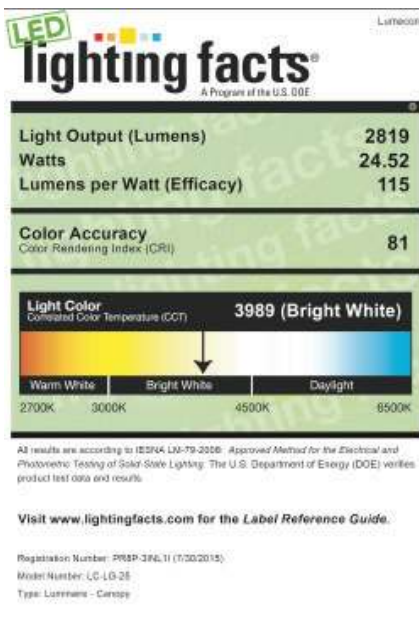 Lumecon
LED
lighting facts®
A Program of the U.S. DOE
Light Output (Lumens) 2819
Watts 24.52
Lumens per Watt (Efficacy) 115
Color Accuracy
Color Rendering Index (CRI) 81
Light Color
Correlated Color Temperature (CCT) 3989 (Bright White)
Warm White Bright White Daylight
2700K 3000K 4500K 6500K
All results are according to IESNA LM-79-2008: Approved Method for the Electrical and
Photometric Testing of Solid-State Lighting. The U.S. Department of Energy (DOE) verifies
product test data and results.
Visit www.lightingfacts.com for the Label Reference Guide.
Registration Number: (7/30/2015)
Model Number: LC-LG-28
Type: Luminaire - Canopy